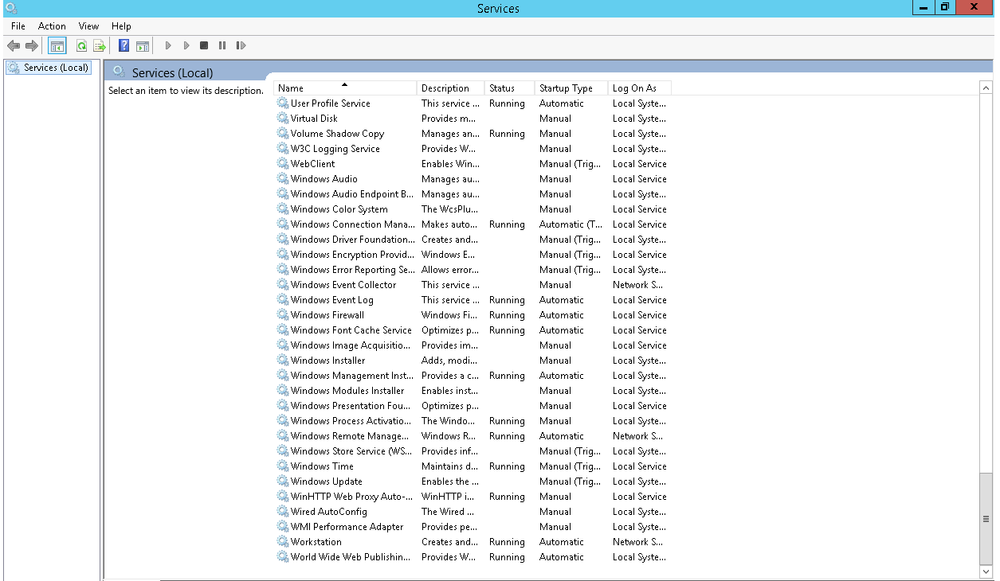 Services
File Action View Help
Services (Local)
Services (Local)
Select an item to view its description.
Name Description Status Startup Type Log On As
User Profile Service This service ... Running Automatic Local Syste...
Virtual Disk Provides m... Manual Local Syste...
Volume Shadow Copy Manages an... Running Manual Local Syste...
W3C Logging Service Provides W... Manual Local Syste...
WebClient Enables Win... Manual (Trig... Local Service
Windows Audio Manages au... Manual Local Service
Windows Audio Endpoint B... Manages au... Manual Local Syste...
Windows Color System The WcsPlu... Manual Local Service
Windows Connection Mana... Makes auto... Running Automatic (T... Local Service
Windows Driver Foundation... Creates and... Manual (Trig... Local Syste...
Windows Encryption Provid... Windows E... Manual (Trig... Local Service
Windows Error Reporting Se... Allows error... Manual (Trig... Local Syste...
Windows Event Collector This service ... Manual Network S...
Windows Event Log This service ... Running Automatic Local Service
Windows Firewall Windows Fi... Running Automatic Local Service
Windows Font Cache Service Optimizes p... Running Automatic Local Service
Windows Image Acquisitio... Provides im... Manual Local Service
Windows Installer Adds, modi... Manual Local Syste...
Windows Management Inst... Provides a c... Running Automatic Local Syste...
Windows Modules Installer Enables inst... Manual Local Syste...
Windows Presentation Fou... Optimizes p... Manual Local Service
Windows Process Activatio... The Windo... Running Manual Local Syste...
Windows Remote Manage... Windows R... Running Automatic Network S...
Windows Store Service (WS... Provides inf... Manual (Trig... Local Syste...
Windows Time Maintains d... Running Manual (Trig... Local Service
Windows Update Enables the ... Manual (Trig... Local Syste...
WinHTTP Web Proxy Auto-... WinHTTP i... Running Manual Local Service
Wired AutoConfig The Wired ... Manual Local Syste...
WMI Performance Adapter Provides pe... Manual Local Syste...
Workstation Creates and... Running Automatic Network S...
World Wide Web Publishin... Provides W... Running Automatic Local Syste...